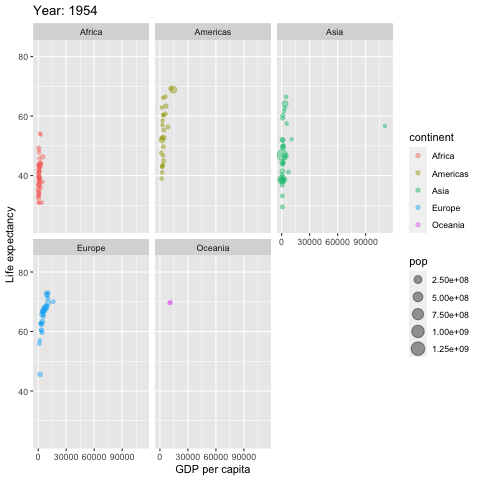 Year: 1954
Africa
Americas
Asia
80
60
40
0
30000
60000
90000
Europe
Oceania
80
60
40
0
30000
60000
90000
0
30000
60000
90000
GDP per capita
Life expectancy
continent
Africa
Americas
Asia
Europe
Oceania
pop
2.50e+08
5.00e+08
7.50e+08
1.00e+09
1.25e+09